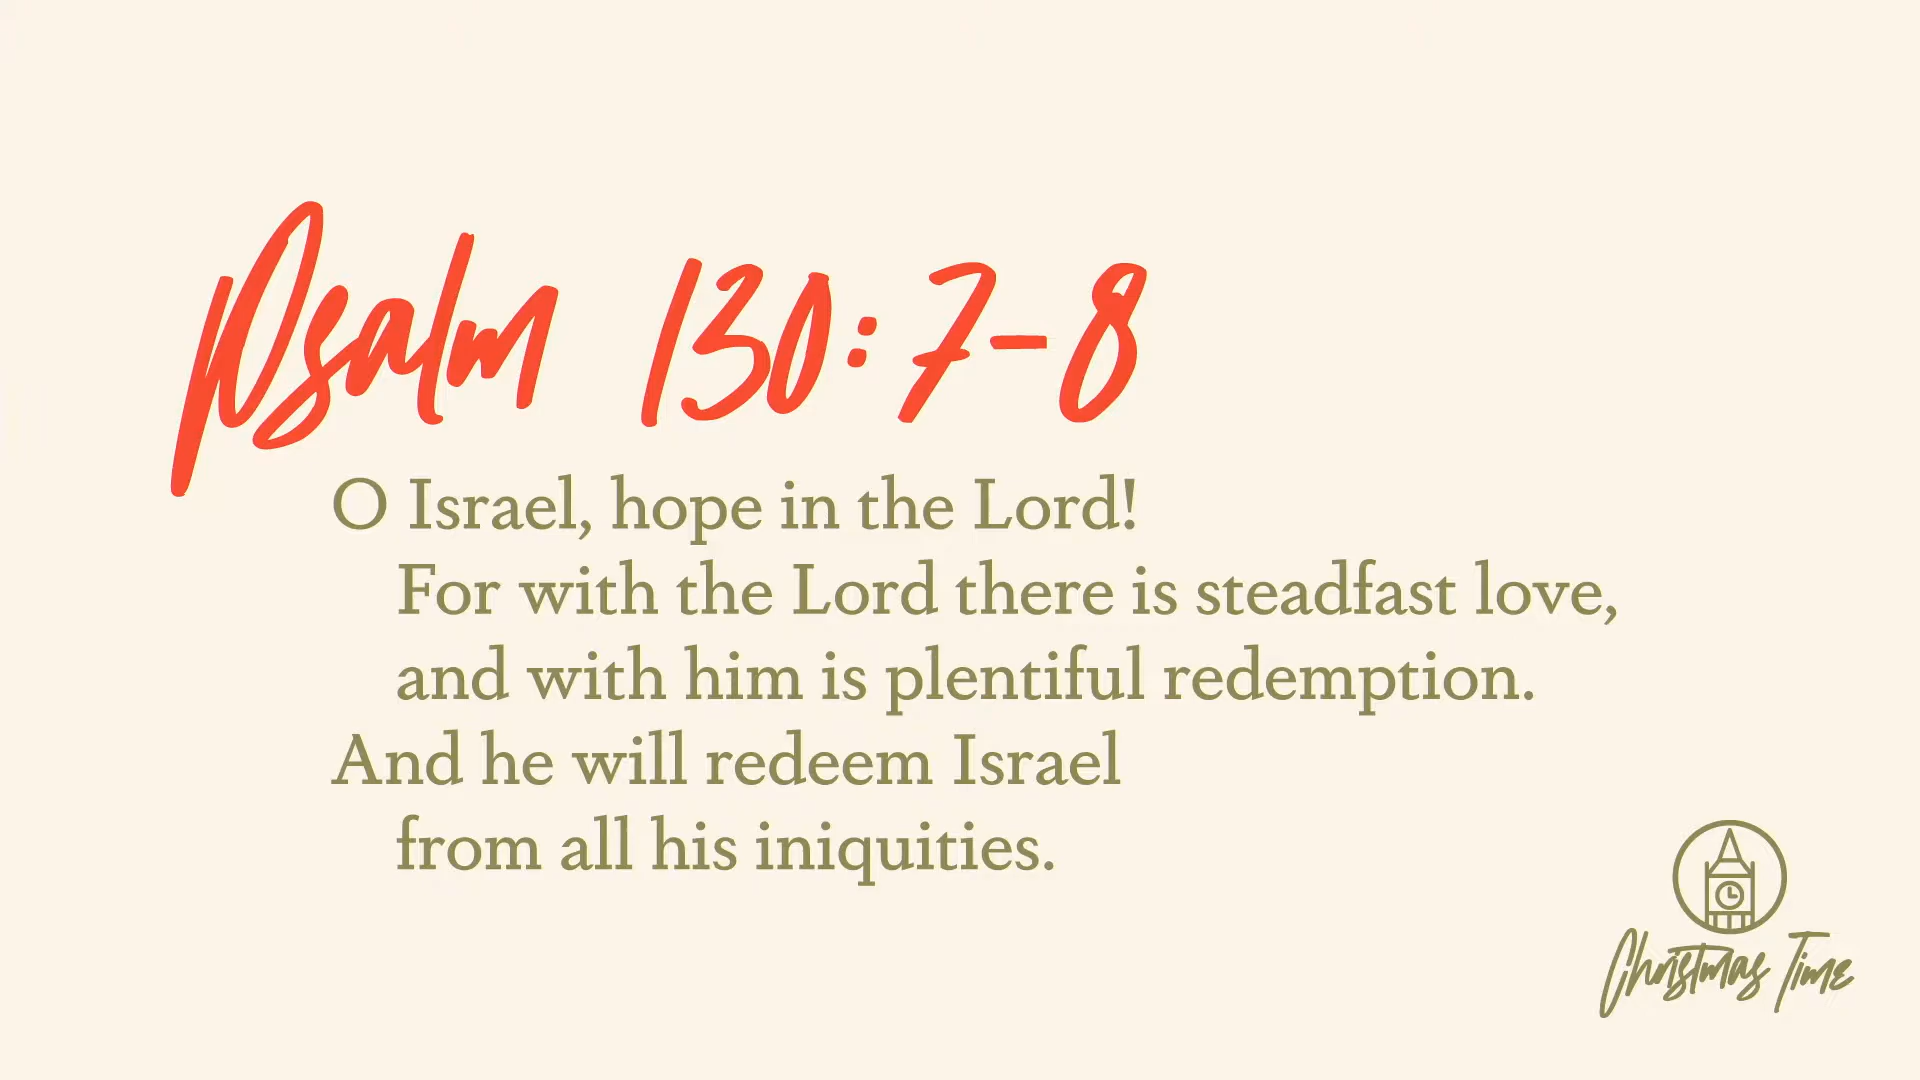 Psalm 130:7-8
O Israel, hope in the Lord!
For with the Lord there is steadfast love,
and with him is plentiful redemption.
And he will redeem Israel
from all his iniquities.
Christmas Time